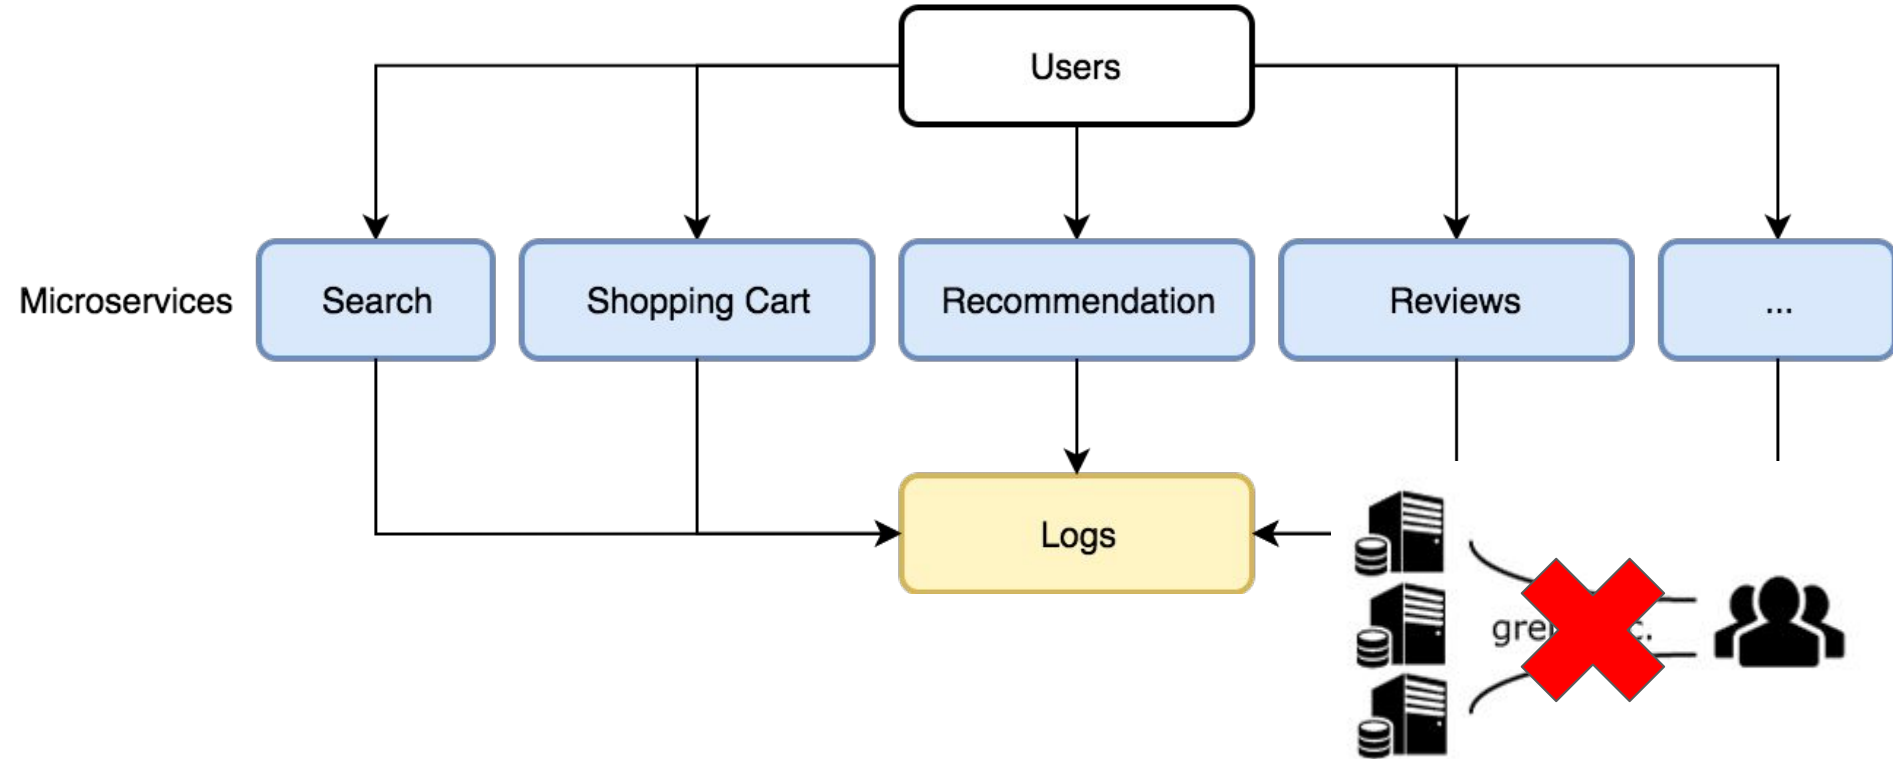 Users
Microservices
Search
Shopping Cart
Recommendation
Reviews
...
Logs